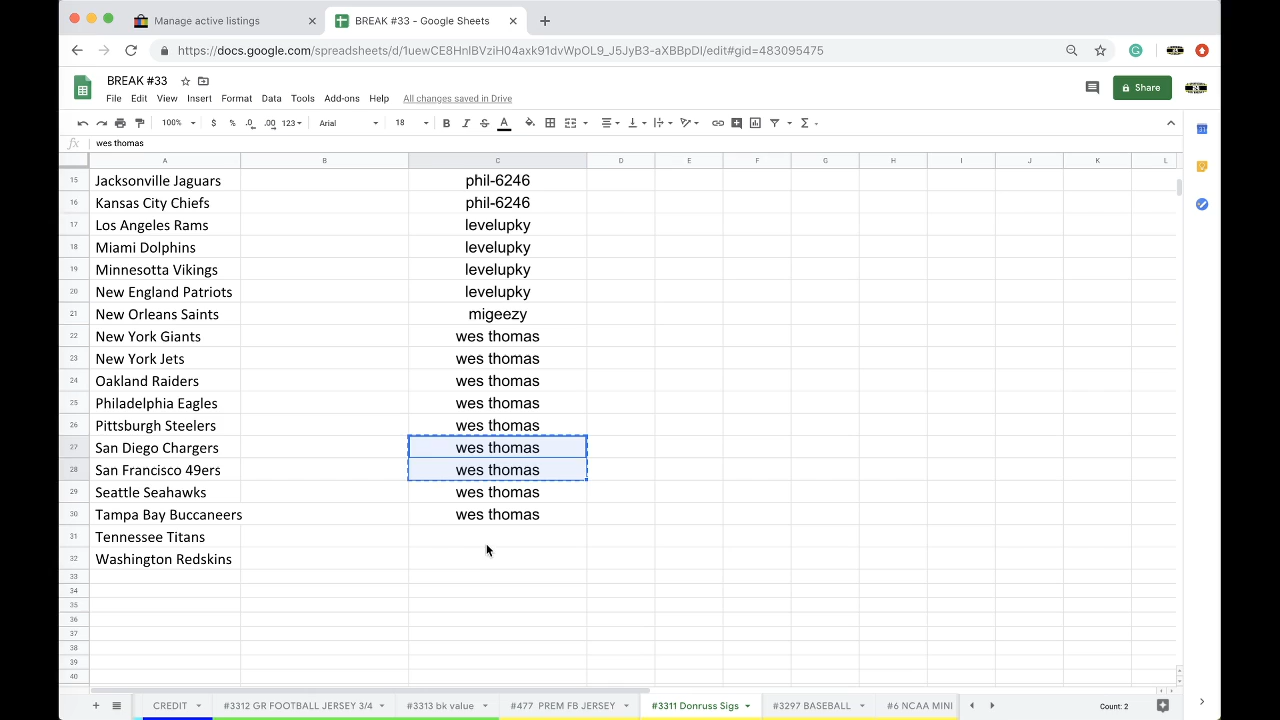 Manage active listings
BREAK #33 - Google Sheets
https://docs.google.com/spreadsheets/d/1uewCE8HnIBVziH04axk91dvWpOL9_J5JyB3-aXBBpDI/edit#gid=483095475
BREAK #33
File Edit View Insert Format Data Tools Add-ons Help All changes saved in Drive
Share
100% $ % .0 .00 123 Arial 18 B I S A
fx wes thomas
A B C D E F G H I J K L
15 Jacksonville Jaguars phil-6246
16 Kansas City Chiefs phil-6246
17 Los Angeles Rams levelupky
18 Miami Dolphins levelupky
19 Minnesotta Vikings levelupky
20 New England Patriots levelupky
21 New Orleans Saints migeezy
22 New York Giants wes thomas
23 New York Jets wes thomas
24 Oakland Raiders wes thomas
25 Philadelphia Eagles wes thomas
26 Pittsburgh Steelers wes thomas
27 San Diego Chargers wes thomas
28 San Francisco 49ers wes thomas
29 Seattle Seahawks wes thomas
30 Tampa Bay Buccaneers wes thomas
31 Tennessee Titans
32 Washington Redskins
33
34
35
36
37
38
39
40
CREDIT #3312 GR FOOTBALL JERSEY 3/4 #3313 bk value #477 PREM FB JERSEY #3311 Donruss Sigs #3297 BASEBALL #6 NCAA MINI Count: 2